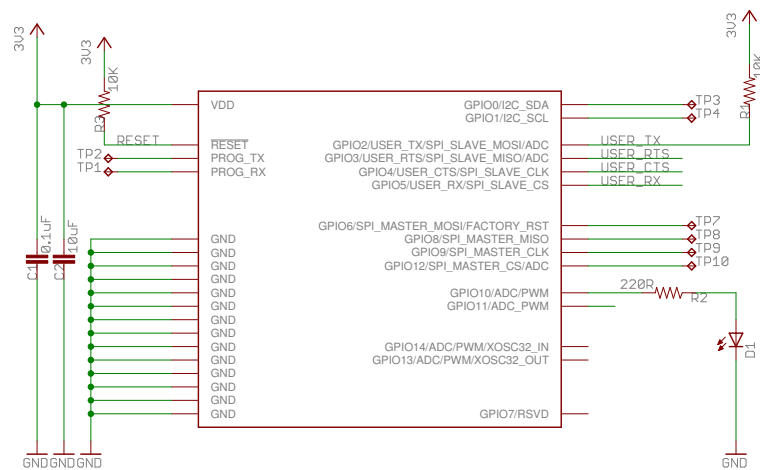 3V3
3V3
3V3
10K
R3
10K
R1
VDD
RESET
RESET
TP2
PROG_TX
TP1
PROG_RX
GPIO0/I2C_SDA
TP3
GPIO1/I2C_SCL
TP4
GPIO2/USER_TX/SPI_SLAVE_MOSI/ADC
USER_TX
GPIO3/USER_RTS/SPI_SLAVE_MISO/ADC
USER_RTS
GPIO4/USER_CTS/SPI_SLAVE_CLK
USER_CTS
GPIO5/USER_RX/SPI_SLAVE_CS
USER_RX
GPIO6/SPI_MASTER_MOSI/FACTORY_RST
TP7
GPIO8/SPI_MASTER_MISO
TP8
GPIO9/SPI_MASTER_CLK
TP9
GPIO12/SPI_MASTER_CS/ADC
TP10
C1
0.1uF
C2
10uF
GND
GND
GND
GND
GND
GND
GND
GND
GND
GND
GND
GND
GND
GND
GPIO10/ADC/PWM
220R
R2
GPIO11/ADC_PWM
D1
GPIO14/ADC/PWM/XOSC32_IN
GPIO13/ADC/PWM/XOSC32_OUT
GPIO7/RSVD
GND
GND
GND
GND